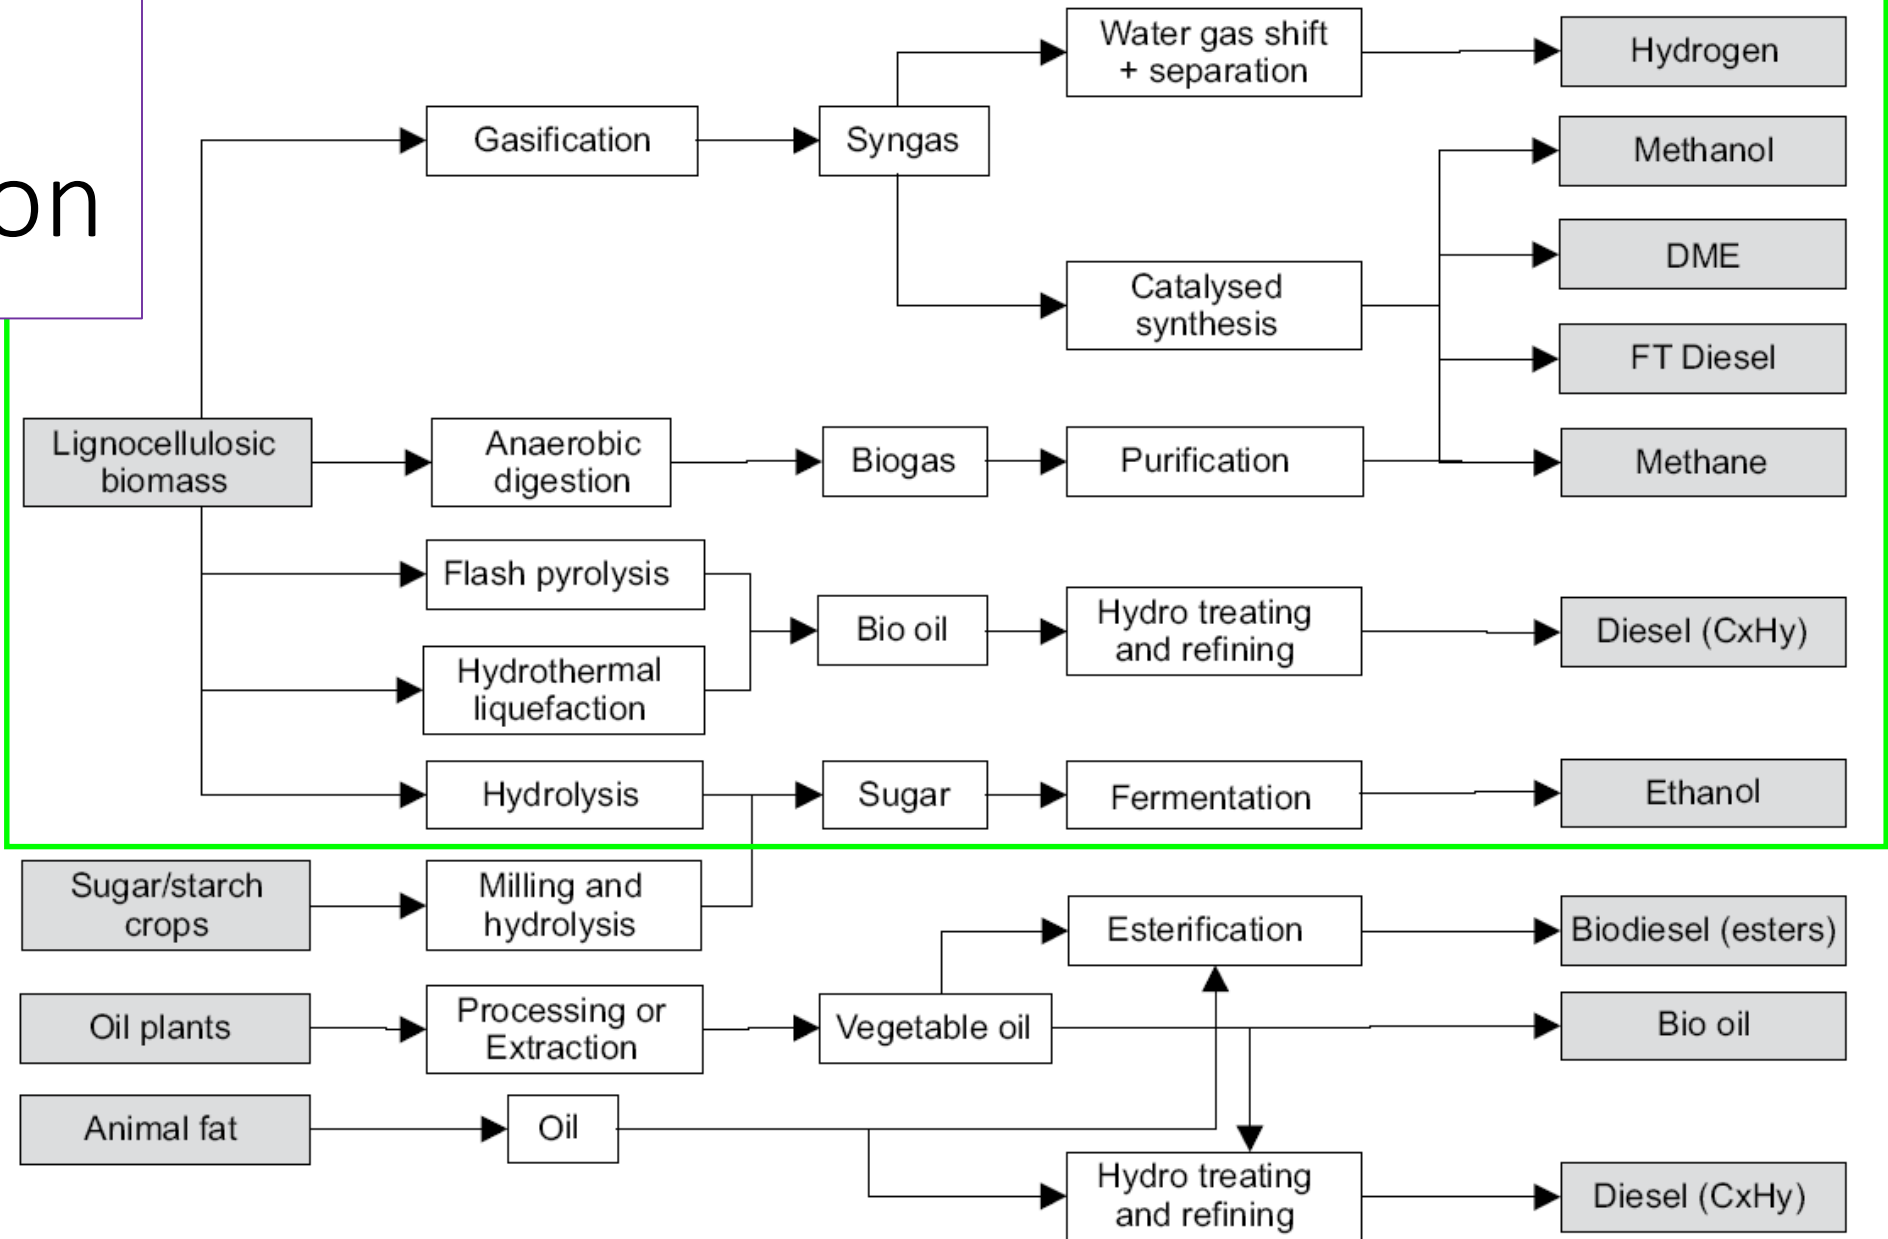 Water gas shift
+ separation
Hydrogen
Gasification
Syngas
Methanol
on
DME
Catalysed
synthesis
FT Diesel
Lignocellulosic
biomass
Anaerobic
digestion
Biogas
Purification
Methane
Flash pyrolysis
Bio oil
Hydro treating
and refining
Diesel (CxHy)
Hydrothermal
liquefaction
Hydrolysis
Sugar
Fermentation
Ethanol
Sugar/starch
crops
Milling and
hydrolysis
Esterification
Biodiesel (esters)
Oil plants
Processing or
Extraction
Vegetable oil
Bio oil
Animal fat
Oil
Hydro treating
and refining
Diesel (CxHy)